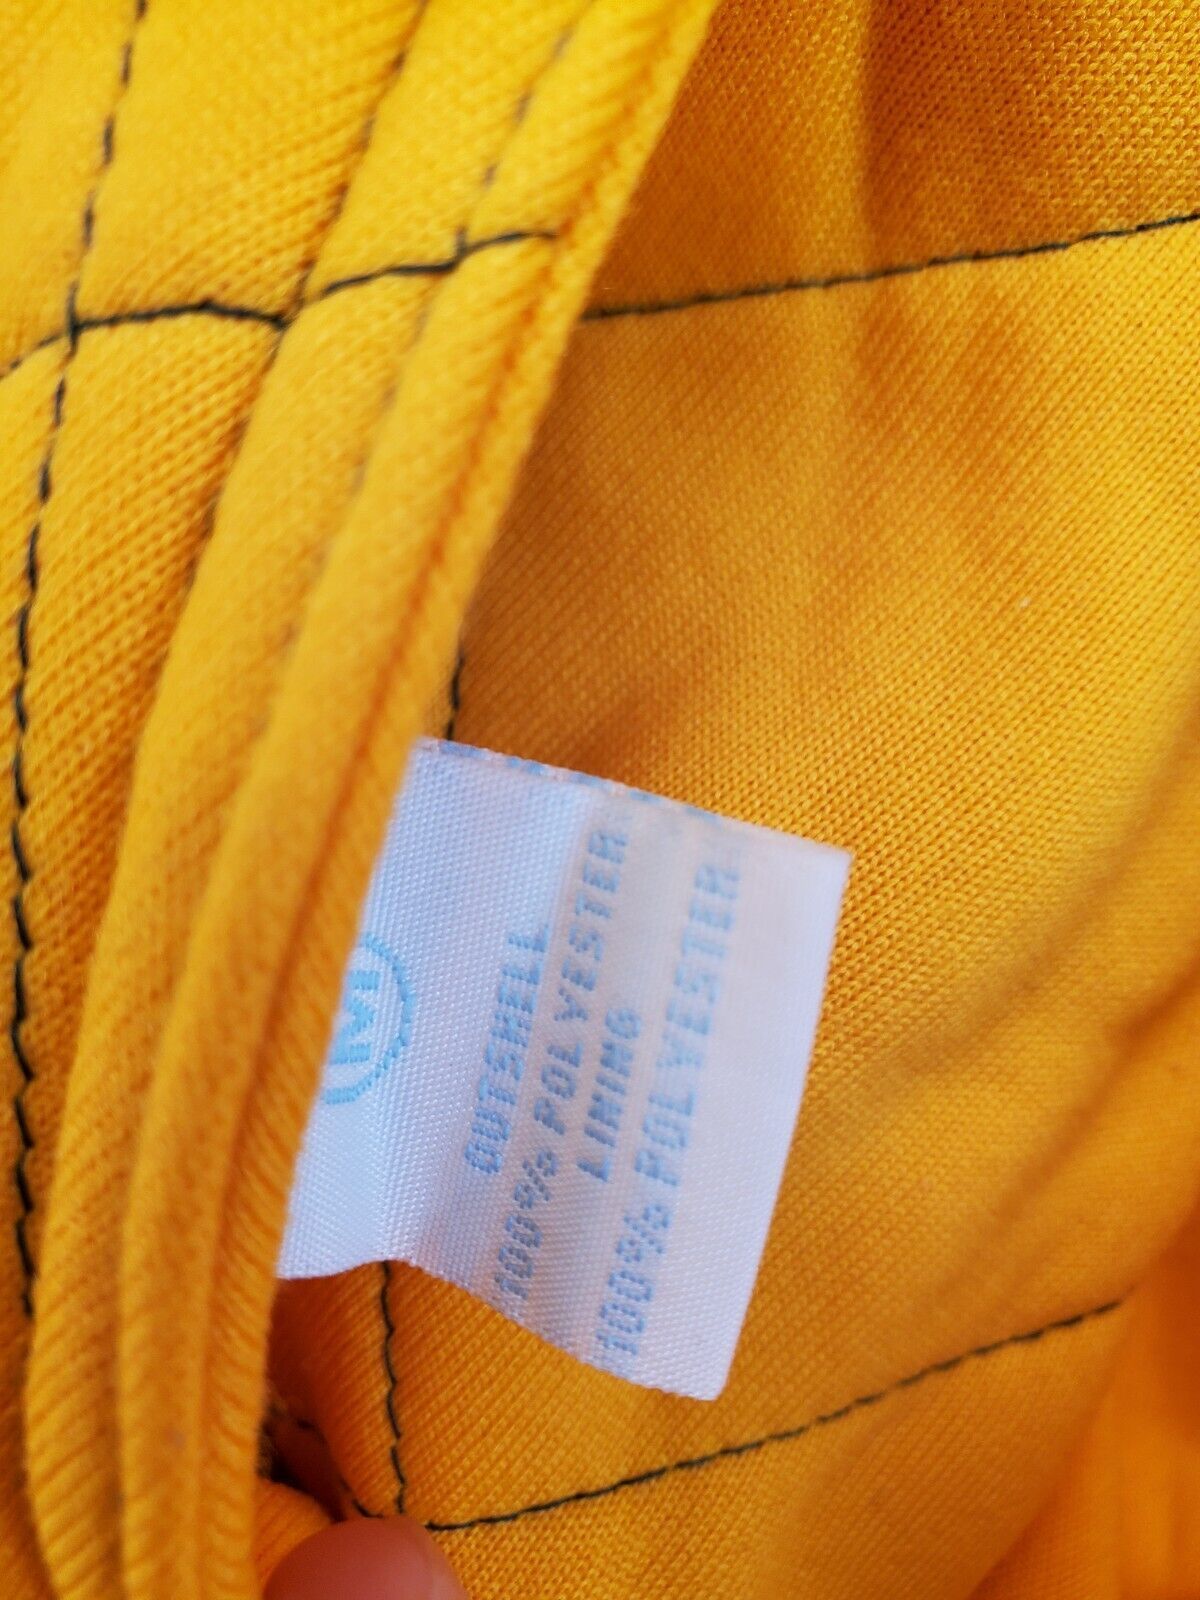 M
OUTSHELL
100% POLYESTER
LINING
100% POLYESTER